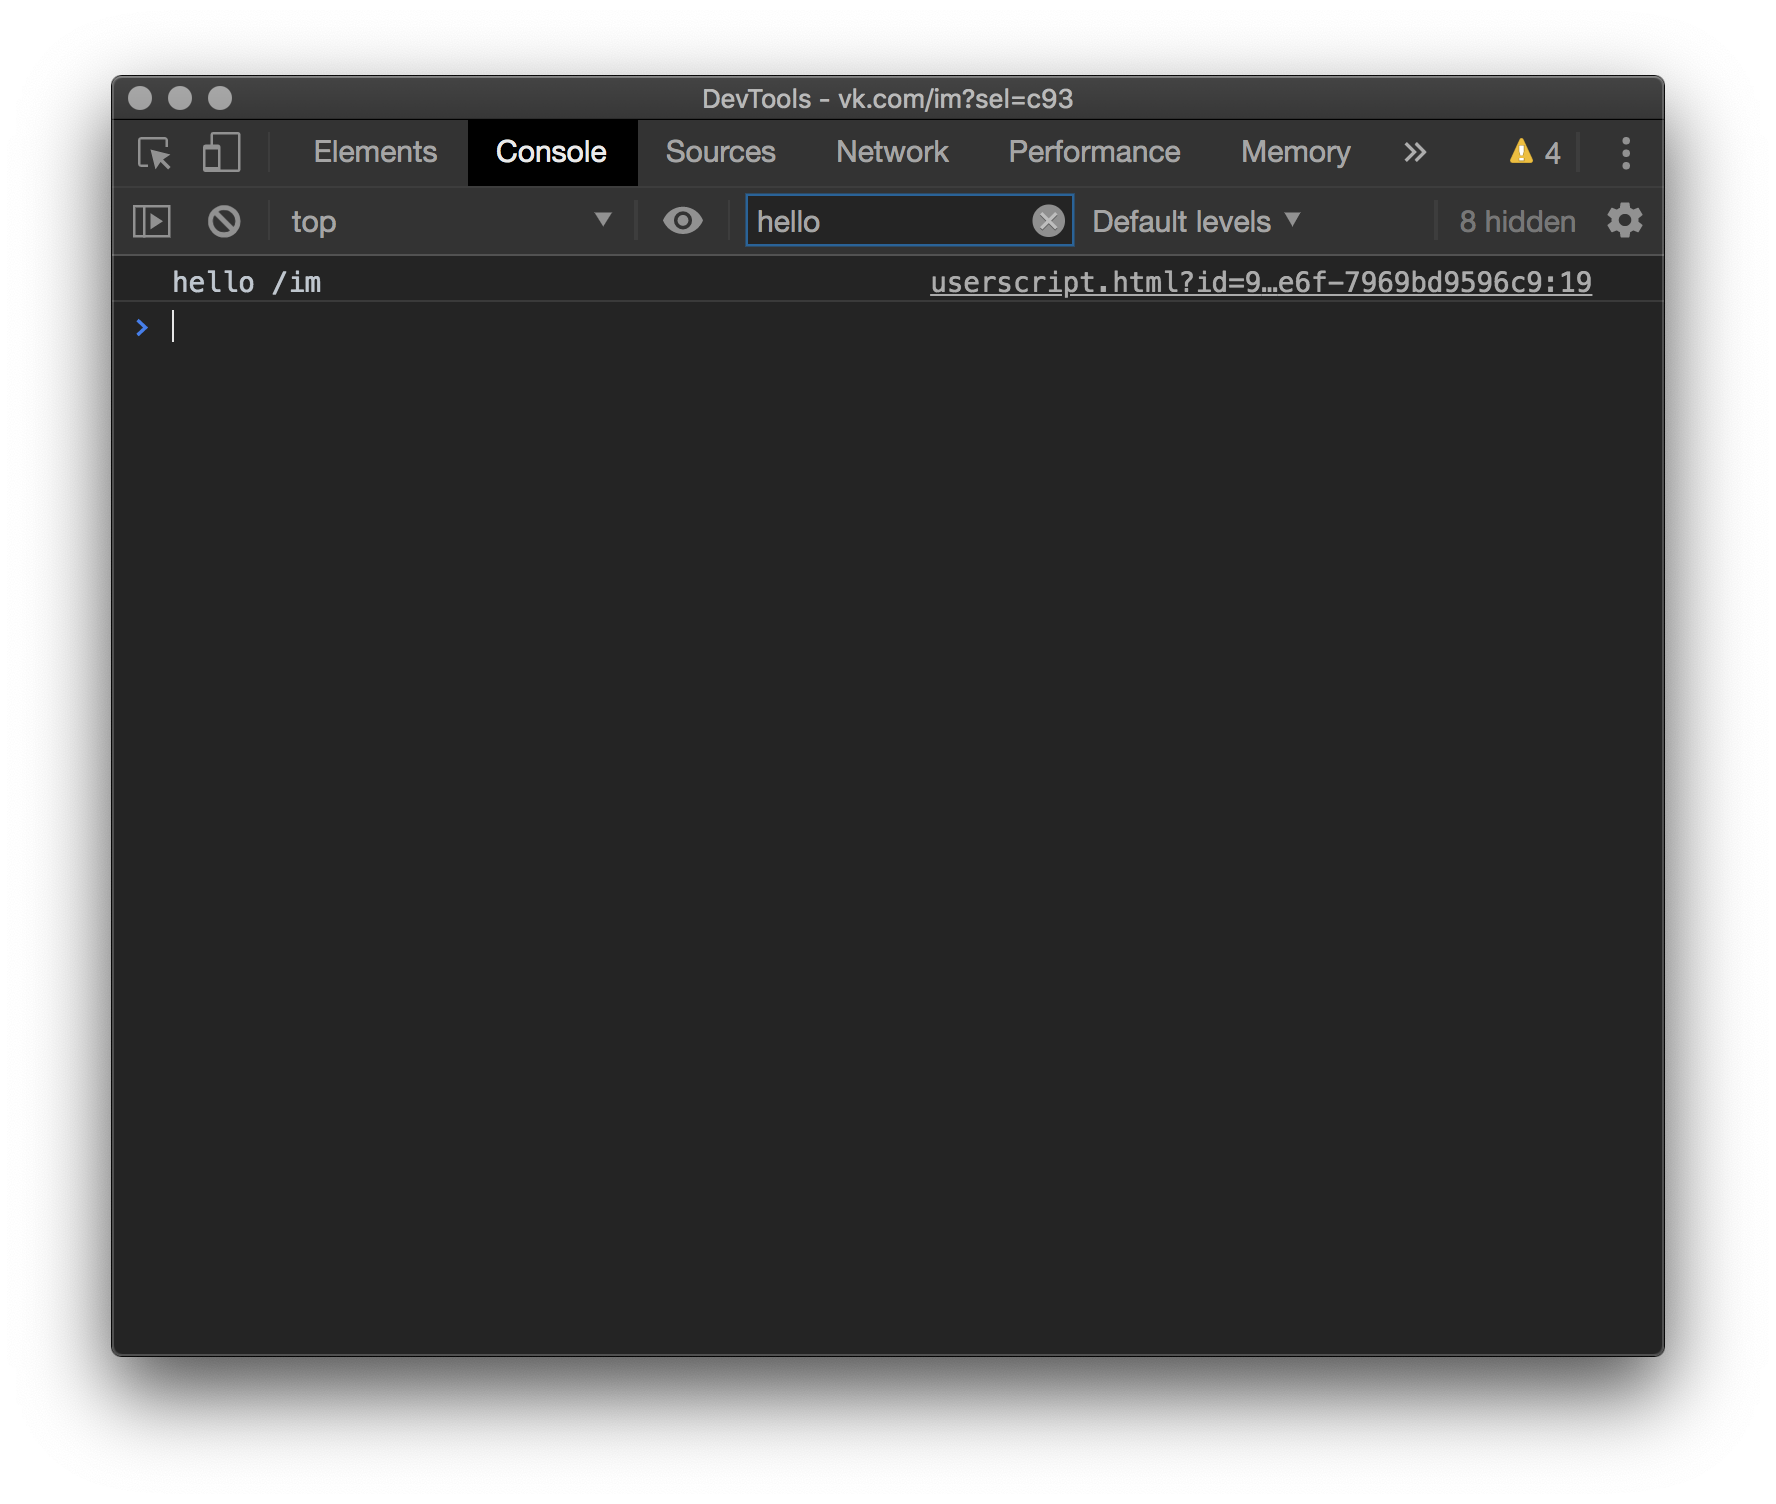 DevTools - vk.com/im?sel=c93
Elements Console Sources Network Performance Memory » 4
top hello Default levels 8 hidden
hello /im userscript.html?id=9…e6f-7969bd9596c9:19
>